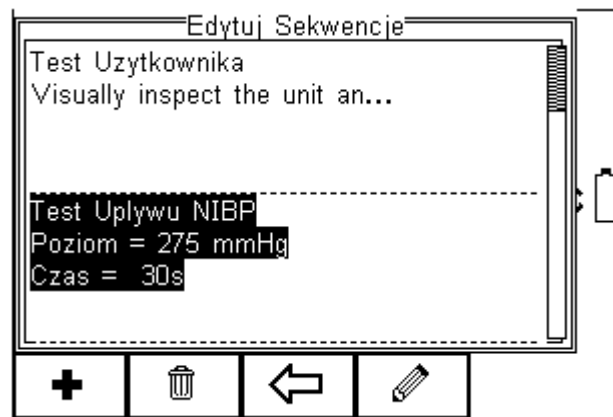 Edytuj Sekwencje
Test Uzytkownika
Visually inspect the unit an...
Test Uplywu NIBP
Poziom = 275 mmHg
Czas = 30s